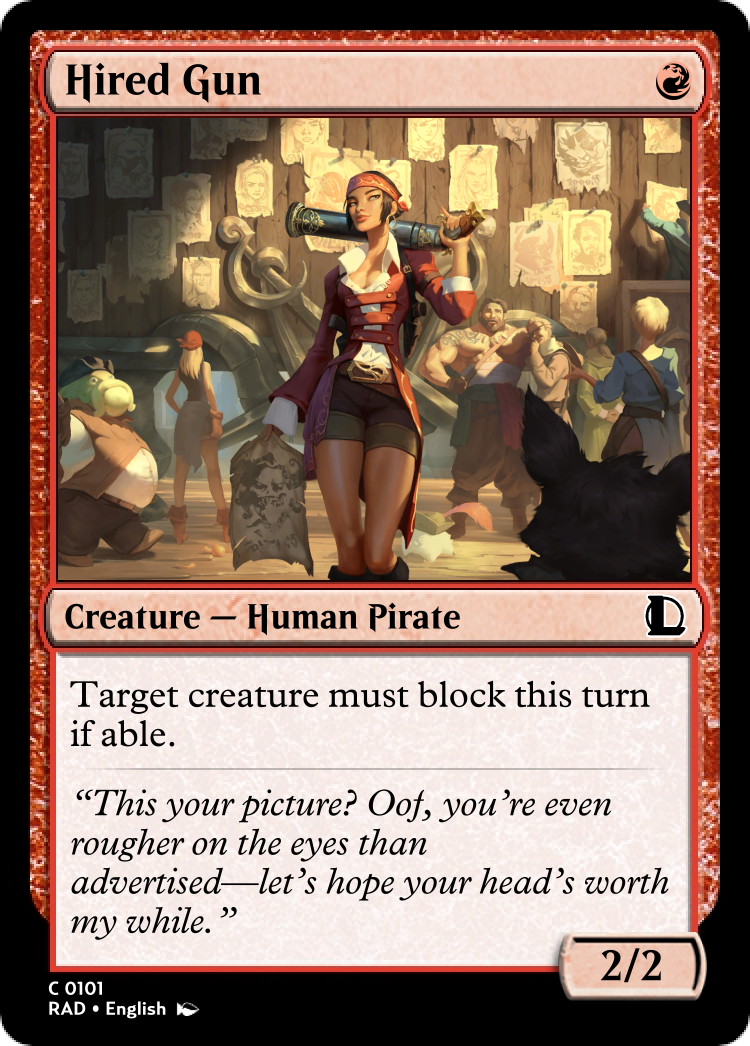 Hired Gun
Creature — Human Pirate
Target creature must block this turn
if able.
“This your picture? Oof, you’re even
rougher on the eyes than
advertised—let’s hope your head’s worth
my while.”
2/2
C 0101
RAD • English